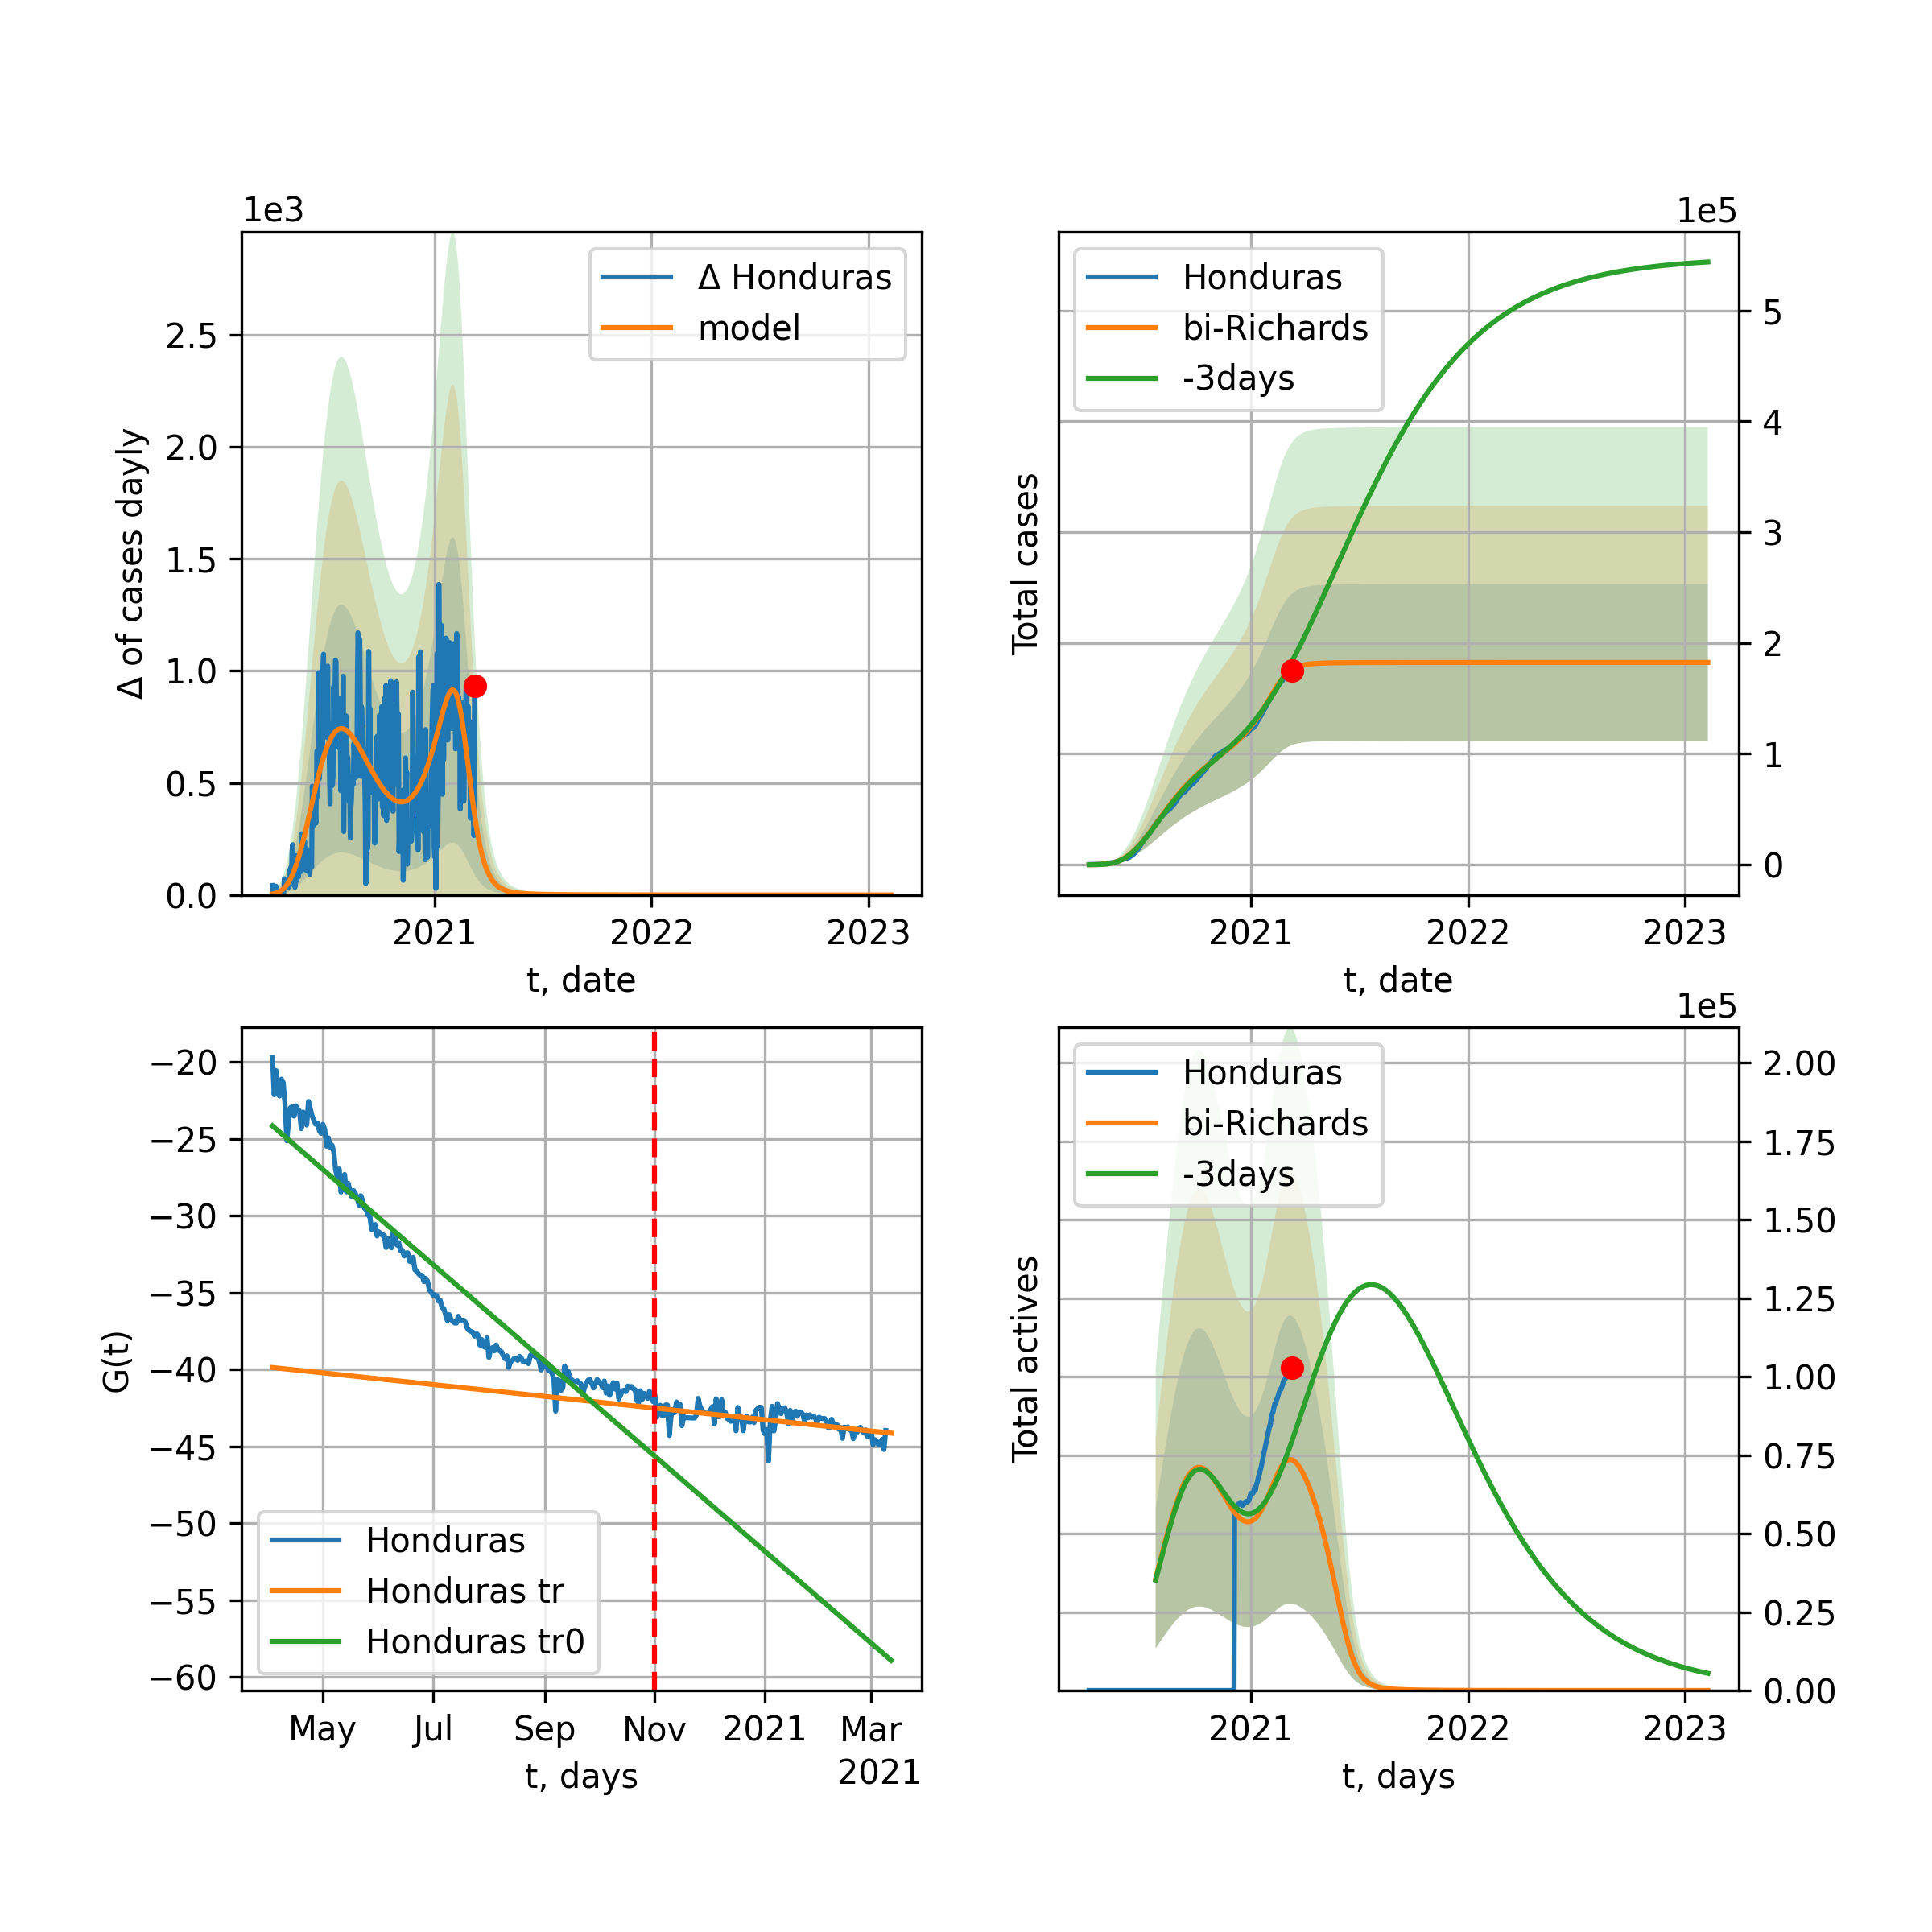 1e3
Δ of cases dayly
2.5
2.0
1.5
1.0
0.5
0.0
Δ Honduras
model
2021 2022 2023
t, date
1e5
Total cases
Honduras
bi-Richards
-3days
5
4
3
2
1
0
2021 2022 2023
t, date
G(t)
−20
−25
−30
−35
−40
−45
−50
−55
−60
Honduras
Honduras tr
Honduras tr0
May Jul Sep Nov 2021 Mar
2021
t, days
1e5
Total actives
Honduras
bi-Richards
-3days
2.00
1.75
1.50
1.25
1.00
0.75
0.50
0.25
0.00
2021 2022 2023
t, days